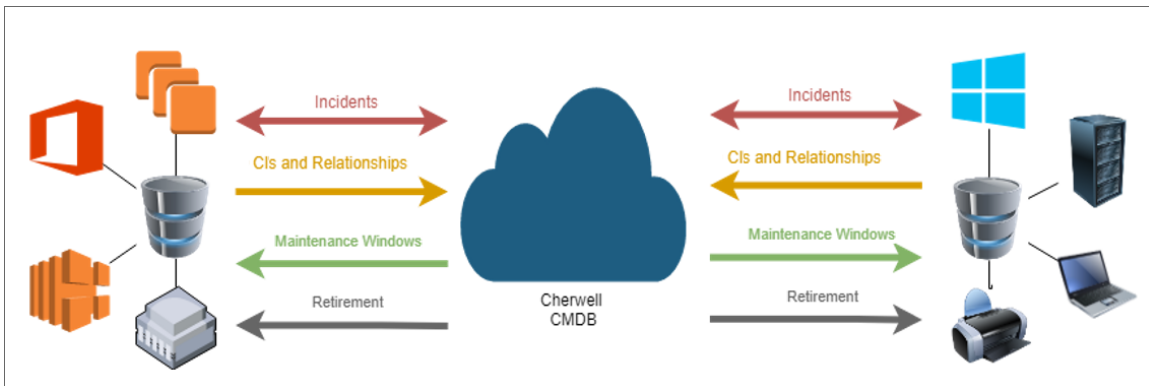 Incidents
CIs and Relationships
Maintenance Windows
Retirement
Cherwell
CMDB
Incidents
CIs and Relationships
Maintenance Windows
Retirement